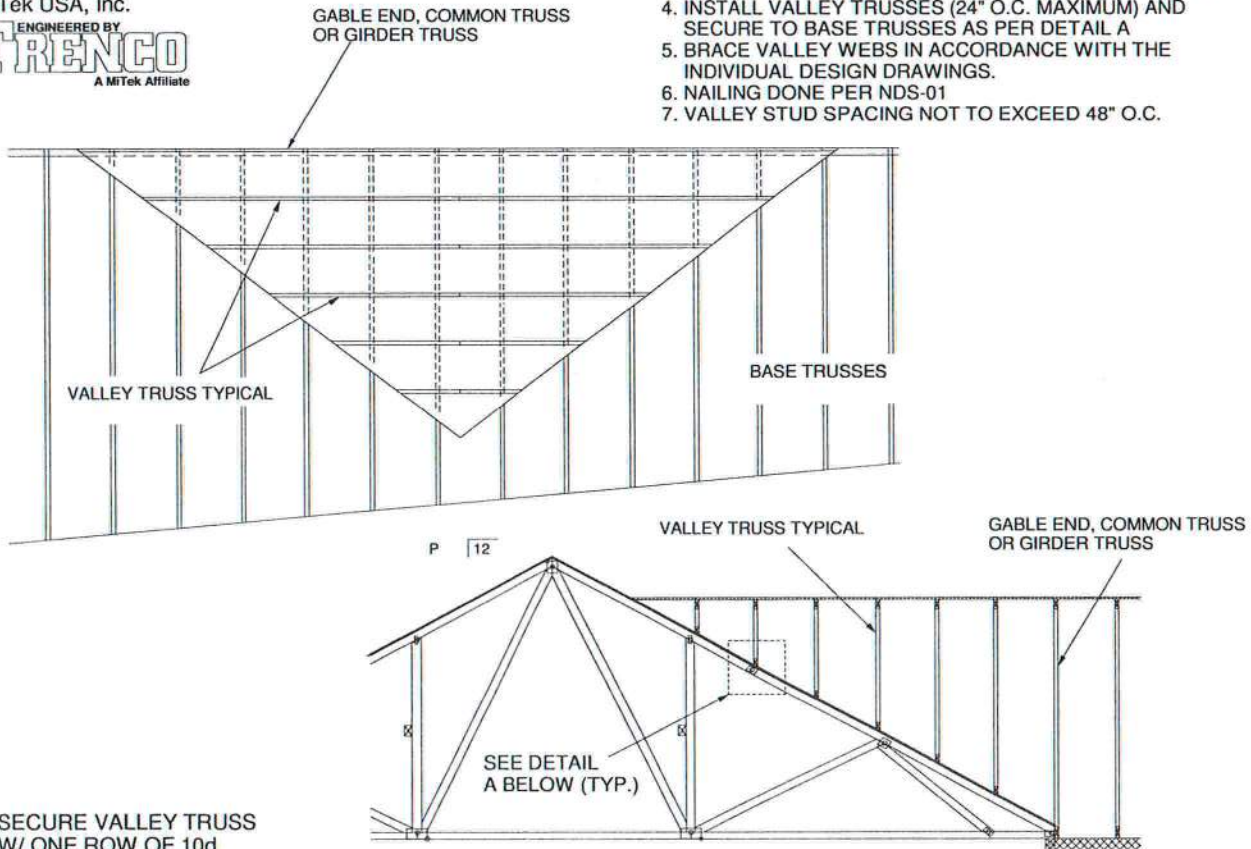 Tek USA, Inc.
ENGINEERED BY
TRENCO
A MiTek Affiliate
GABLE END, COMMON TRUSS
OR GIRDER TRUSS
4. INSTALL VALLEY TRUSSES (24" O.C. MAXIMUM) AND
SECURE TO BASE TRUSSES AS PER DETAIL A
5. BRACE VALLEY WEBS IN ACCORDANCE WITH THE
INDIVIDUAL DESIGN DRAWINGS.
6. NAILING DONE PER NDS-01
7. VALLEY STUD SPACING NOT TO EXCEED 48" O.C.
VALLEY TRUSS TYPICAL
BASE TRUSSES
P 12
VALLEY TRUSS TYPICAL
GABLE END, COMMON TRUSS
OR GIRDER TRUSS
SEE DETAIL
A BELOW (TYP.)
SECURE VALLEY TRUSS
W/ ONE ROW OF 10d